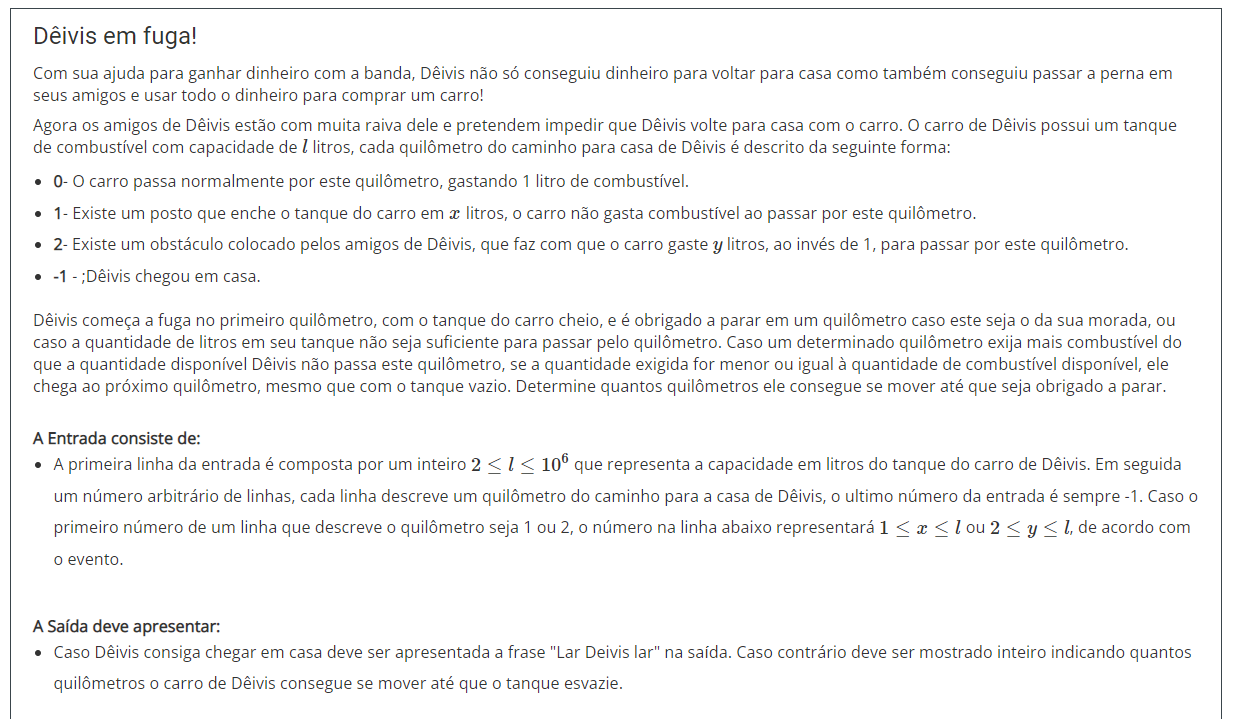 Dêivis em fuga!
Com sua ajuda para ganhar dinheiro com a banda, Dêivis não só conseguiu dinheiro para voltar para casa como também conseguiu passar a perna em
seus amigos e usar todo o dinheiro para comprar um carro!
Agora os amigos de Dêivis estão com muita raiva dele e pretendem impedir que Dêivis volte para casa com o carro. O carro de Dêivis possui um tanque
de combustível com capacidade de l litros, cada quilômetro do caminho para casa de Dêivis é descrito da seguinte forma:
• 0- O carro passa normalmente por este quilômetro, gastando 1 litro de combustível.
• 1- Existe um posto que enche o tanque do carro em x litros, o carro não gasta combustível ao passar por este quilômetro.
• 2- Existe um obstáculo colocado pelos amigos de Dêivis, que faz com que o carro gaste y litros, ao invés de 1, para passar por este quilômetro.
• -1 - ;Dêivis chegou em casa.
Dêivis começa a fuga no primeiro quilômetro, com o tanque do carro cheio, e é obrigado a parar em um quilômetro caso este seja o da sua morada, ou
caso a quantidade de litros em seu tanque não seja suficiente para passar pelo quilômetro. Caso um determinado quilômetro exija mais combustível do
que a quantidade disponível Dêivis não passa este quilômetro, se a quantidade exigida for menor ou igual à quantidade de combustível disponível, ele
chega ao próximo quilômetro, mesmo que com o tanque vazio. Determine quantos quilômetros ele consegue se mover até que seja obrigado a parar.
A Entrada consiste de:
• A primeira linha da entrada é composta por um inteiro 2 ≤ l ≤ 10⁶ que representa a capacidade em litros do tanque do carro de Dêivis. Em seguida
um número arbitrário de linhas, cada linha descreve um quilômetro do caminho para a casa de Dêivis, o ultimo número da entrada é sempre -1. Caso o
primeiro número de um linha que descreve o quilômetro seja 1 ou 2, o número na linha abaixo representará 1 ≤ x ≤ l ou 2 ≤ y ≤ l, de acordo com
o evento.
A Saída deve apresentar:
• Caso Dêivis consiga chegar em casa deve ser apresentada a frase "Lar Deivis lar" na saída. Caso contrário deve ser mostrado inteiro indicando quantos
quilômetros o carro de Dêivis consegue se mover até que o tanque esvazie.